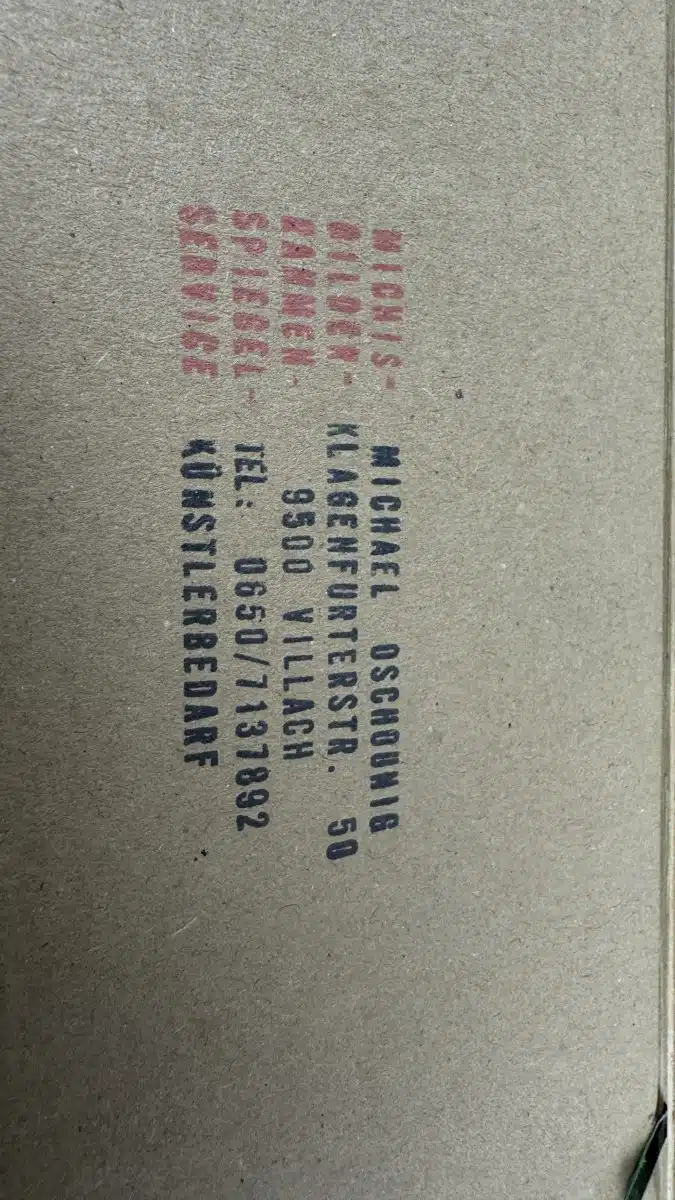 MICHIS-
BILDER-
RAHMEN-
SPIEGEL-
SERVICE
MICHAEL OSCHOUNIG
KLAGENFURTERSTR. 50
9500 VILLACH
TEL: 0650/7137892
KÜNSTLERBEDARF